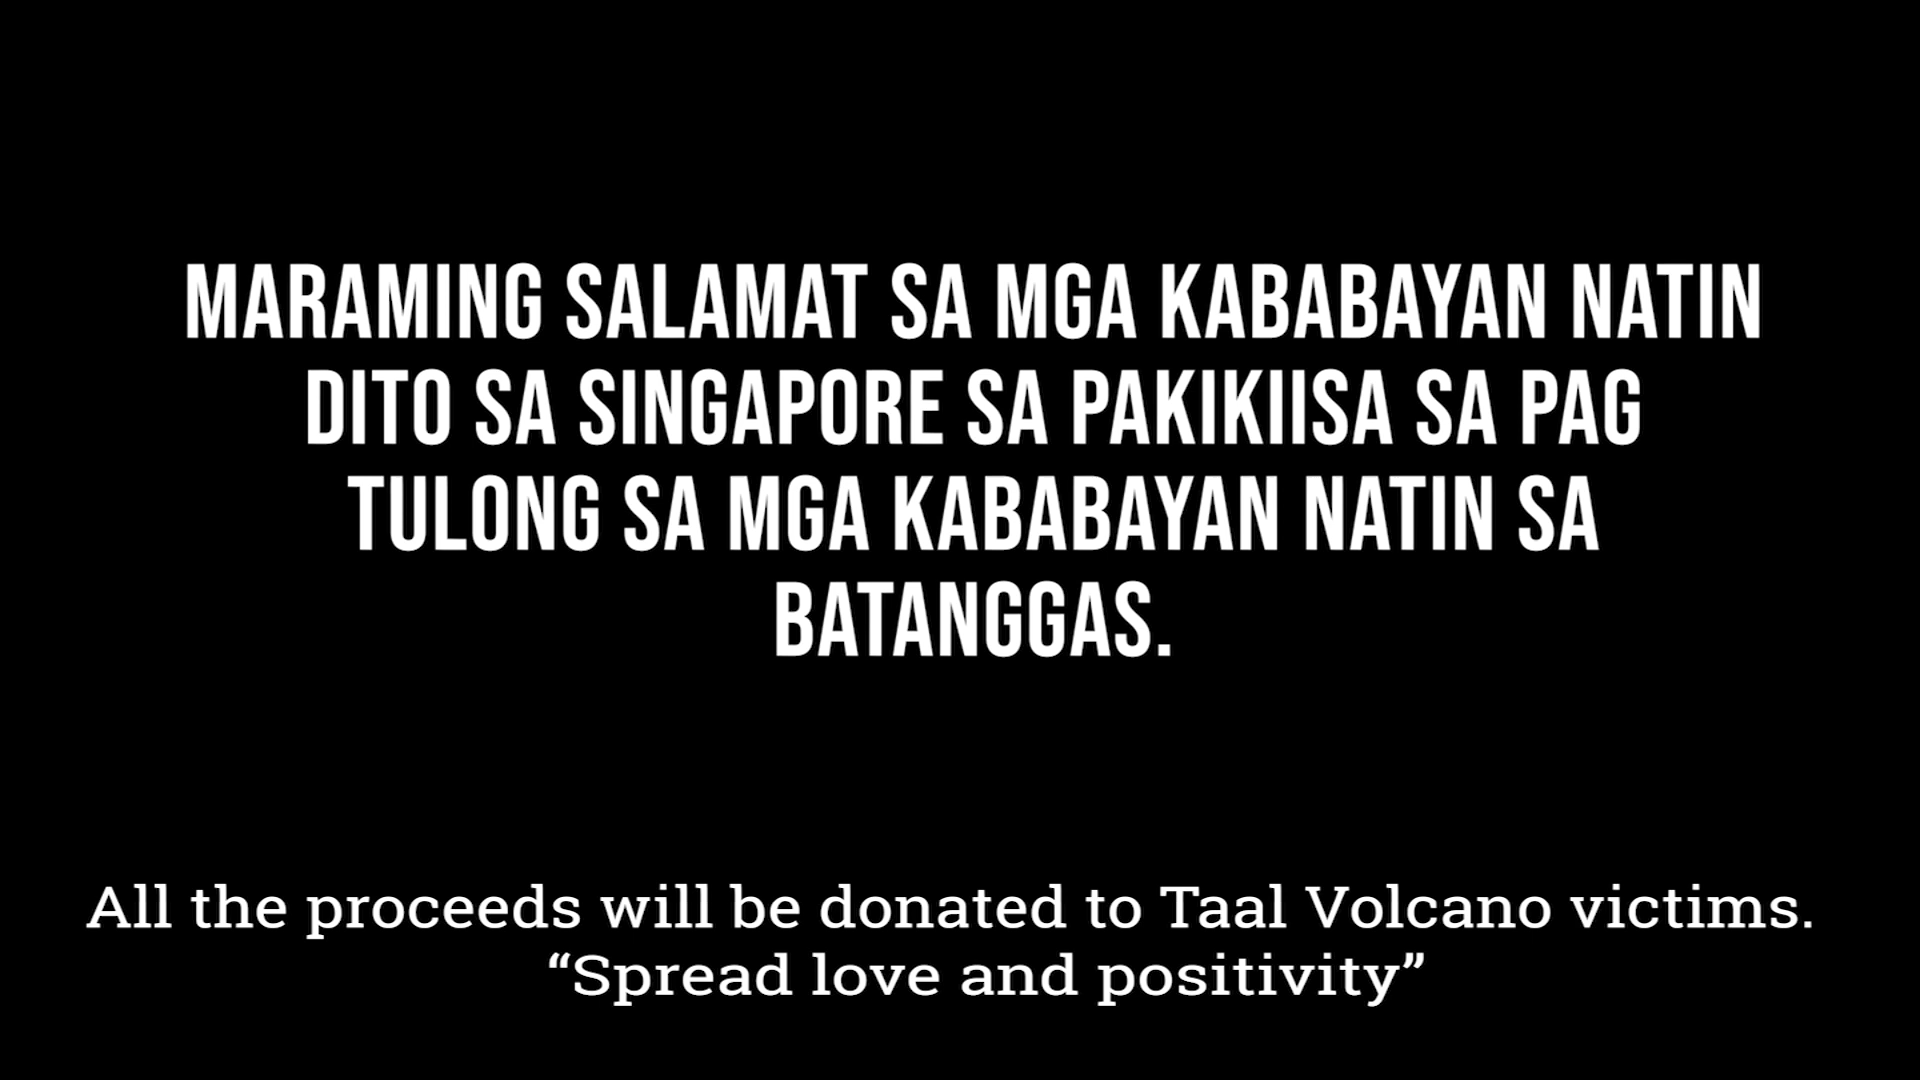 MARAMING SALAMAT SA MGA KABABAYAN NATIN
DITO SA SINGAPORE SA PAKIKIISA SA PAG
TULONG SA MGA KABABAYAN NATIN SA
BATANGGAS.
All the proceeds will be donated to Taal Volcano victims.
“Spread love and positivity”